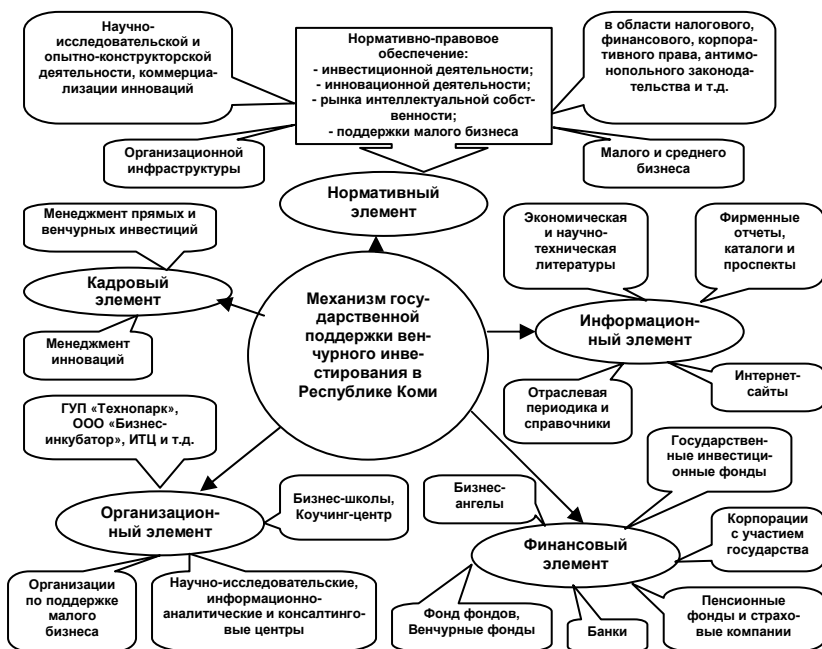 Научно-
исследовательской и
опытно-конструкторской
деятельности, коммерциа-
лизации инноваций
Нормативно-правовое
обеспечение:
- инвестиционной деятельности;
- инновационной деятельности;
- рынка интеллектуальной собст-
венности;
- поддержки малого бизнеса
в области налогового,
финансового, корпора-
тивного права, антимо-
нопольного законода-
тельства и т.д.
Организационной
инфраструктуры
Малого и среднего
бизнеса
Нормативный
элемент
Менеджмент прямых и
венчурных инвестиций
Экономическая
и научно-
техническая
литературы
Фирменные
отчеты,
каталоги и
проспекты
Кадровый
элемент
Механизм госу-
дарственной
поддержки вен-
чурного инве-
стирования в
Республике Коми
Информацион-
ный элемент
Менеджмент
инноваций
Отраслевая
периодика и
справочники
Интернет-
сайты
ГУП «Технопарк»,
ООО «Бизнес-
инкубатор», ИТЦ и т.д.
Государствен-
ные инвестици-
онные фонды
Организацион-
ный элемент
Бизнес-школы,
Коучинг-центр
Бизнес-
ангелы
Финансовый
элемент
Корпорации
с участием
государства
Организации
по поддержке
малого
бизнеса
Научно-исследовательские,
информационно-
аналитические и консалтинго-
вые центры
Фонд фондов,
Венчурные фонды
Банки
Пенсионные
фонды и страхо-
вые компании